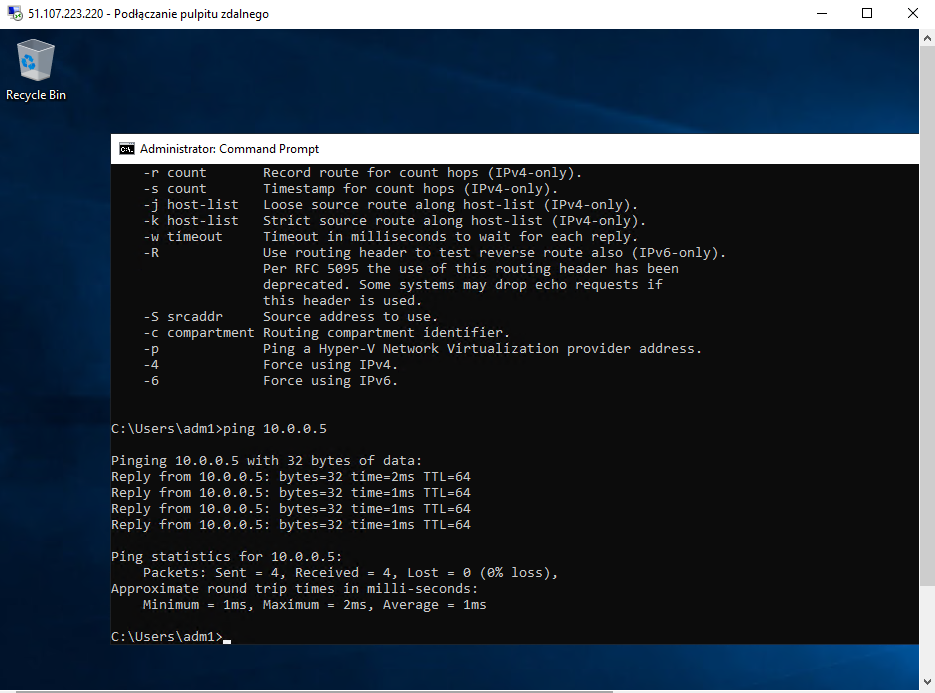 51.107.223.220 - Podłączanie pulpitu zdalnego
Recycle Bin
Administrator: Command Prompt
-r count Record route for count hops (IPv4-only).
-s count Timestamp for count hops (IPv4-only).
-j host-list Loose source route along host-list (IPv4-only).
-k host-list Strict source route along host-list (IPv4-only).
-w timeout Timeout in milliseconds to wait for each reply.
-R Use routing header to test reverse route also (IPv6-only).
Per RFC 5095 the use of this routing header has been
deprecated. Some systems may drop echo requests if
this header is used.
-S srcaddr Source address to use.
-c compartment Routing compartment identifier.
-p Ping a Hyper-V Network Virtualization provider address.
-4 Force using IPv4.
-6 Force using IPv6.
C:\Users\adm1>ping 10.0.0.5
Pinging 10.0.0.5 with 32 bytes of data:
Reply from 10.0.0.5: bytes=32 time=2ms TTL=64
Reply from 10.0.0.5: bytes=32 time=1ms TTL=64
Reply from 10.0.0.5: bytes=32 time=1ms TTL=64
Reply from 10.0.0.5: bytes=32 time=1ms TTL=64
Ping statistics for 10.0.0.5:
Packets: Sent = 4, Received = 4, Lost = 0 (0% loss),
Approximate round trip times in milli-seconds:
Minimum = 1ms, Maximum = 2ms, Average = 1ms
C:\Users\adm1>